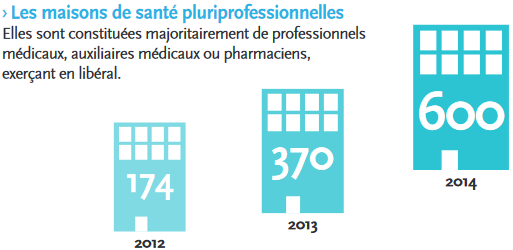 › Les maisons de santé pluriprofessionnelles
Elles sont constituées majoritairement de professionnels
médicaux, auxiliaires médicaux ou pharmaciens,
exerçant en libéral.
174
2012
370
2013
600
2014